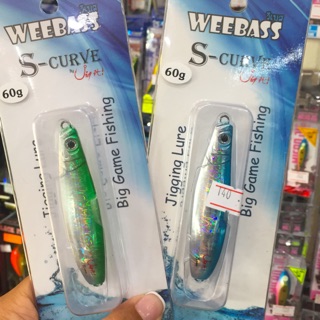 WEEBASS
S-CURVE
60g
Jigging Lure
Big Game Fishing
WEEBASS
S-CURVE
60g
Jigging Lure
Big Game Fishing
140